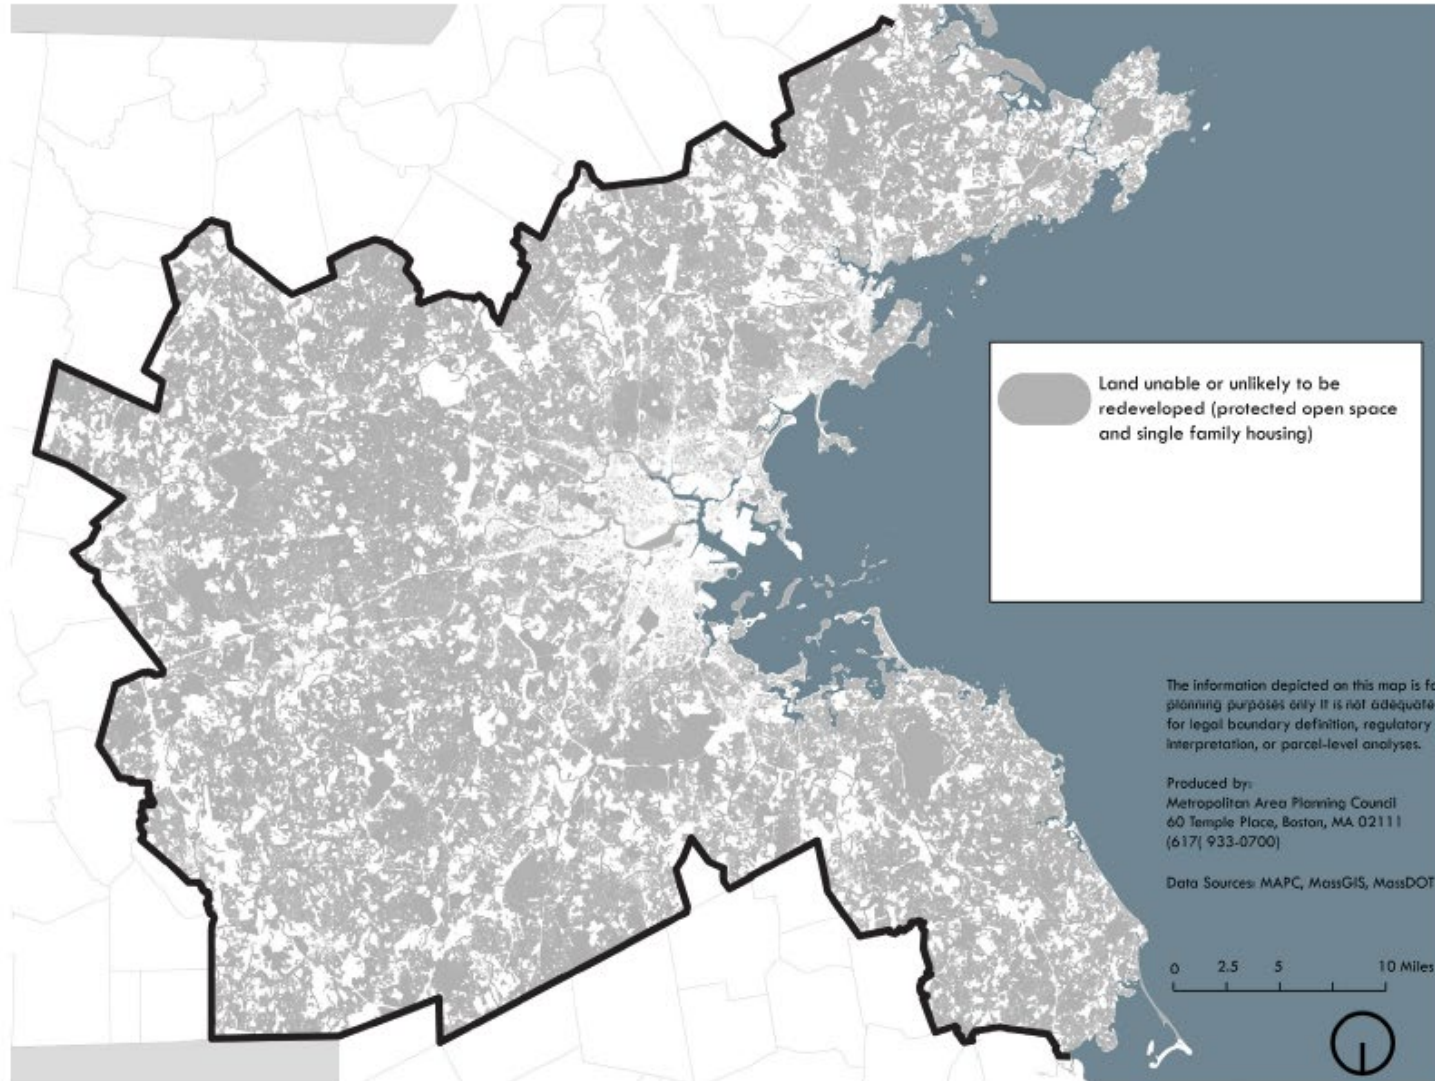 Land unable or unlikely to be
redeveloped (protected open space
and single family housing)
The information depicted on this map is fo
planning purposes only It is not adequate
for legal boundary definition, regulatory
interpretation, or parcel-level analyses.
Produced by:
Metropolitan Area Planning Council
60 Temple Place, Boston, MA 02111
(617( 933-0700)
Data Sources: MAPC, MassGIS, MassDOT
0 2.5 5 10 Miles